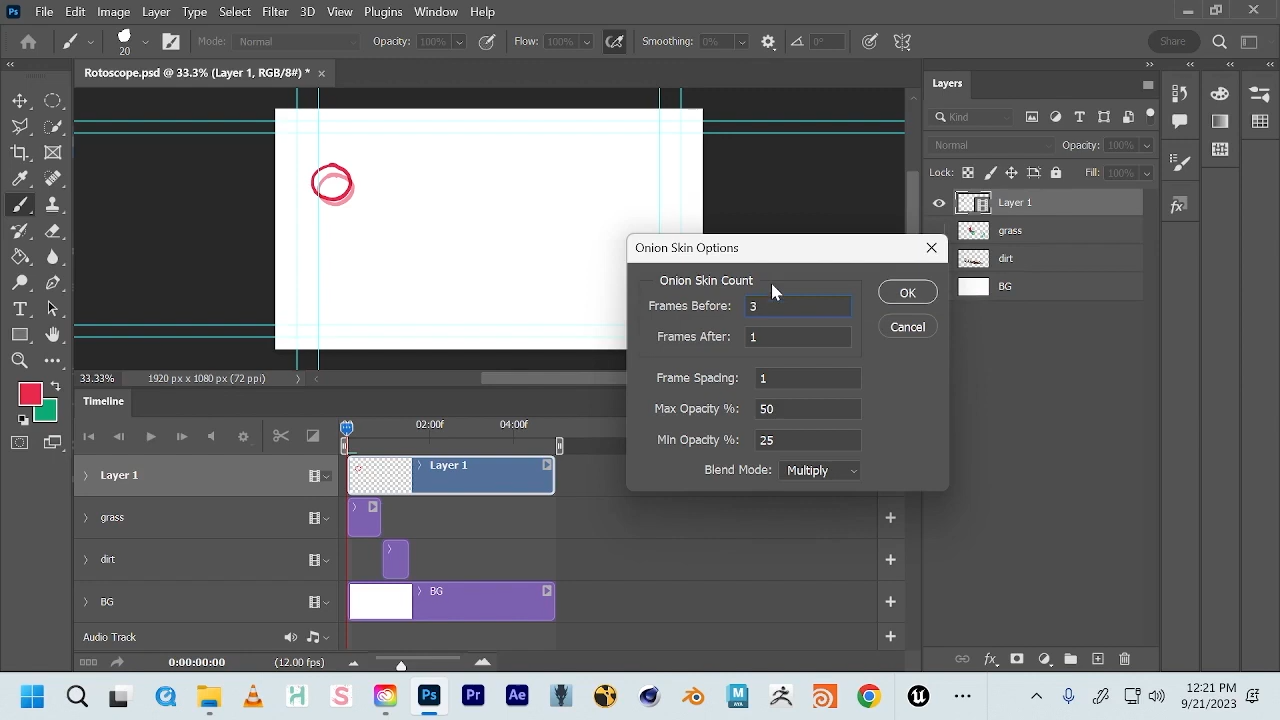 Ps File Edit Image Layer Type Select Filter 3D View Plugins Window Help
20 Mode: Normal Opacity: 100% Flow: 100% Smoothing: 0% 0° Share
Rotoscope.psd @ 33.3% (Layer 1, RGB/8#) *
Layers
Kind
Normal Opacity: 100%
Lock: Fill: 100%
Layer 1
grass
dirt
BG
Onion Skin Options
Onion Skin Count
Frames Before: 3
Frames After: 1
Frame Spacing: 1
Max Opacity %: 50
Min Opacity %: 25
Blend Mode: Multiply
OK
Cancel
33.33% 1920 px x 1080 px (72 ppi)
Timeline
02:00f 04:00f
Layer 1 Layer 1
grass
dirt
BG BG
Audio Track
0:00:00:00 (12.00 fps)
Ps Pr Ae
MAYA
12:21 PM
9/21/2023